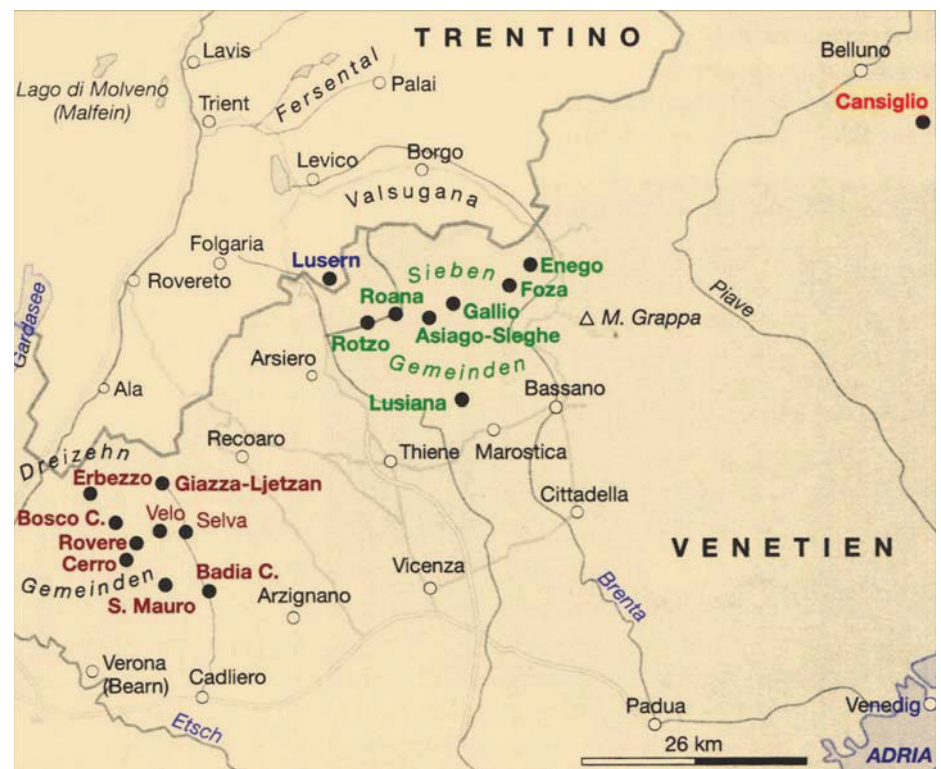 TRENTINO
Lavis
Belluno
Lago di Molveno
(Malfein)
Fersental
Palai
Cansiglio
Trient
Levico
Borgo
Valsugana
Folgaria
Lusern
Enego
Sieben
Foza
Rovereto
Roana
Gallio
Piave
Gardasee
M. Grappa
Rotzo
Asiago-Sleghe
Arsiero
Gemeinden
Ala
Lusiana
Bassano
Recoaro
Thiene
Marostica
Dreizehn
Erbezzo
Giazza-Ljetzan
Cittadella
Bosco C.
Velo
Selva
Rovere
VENETIEN
Cerro
Gemeinden
Badia C.
Vicenza
S. Mauro
Arzignano
Brenta
Verona
(Bearn)
Cadliero
Etsch
Padua
Venedig
26 km
ADRIA